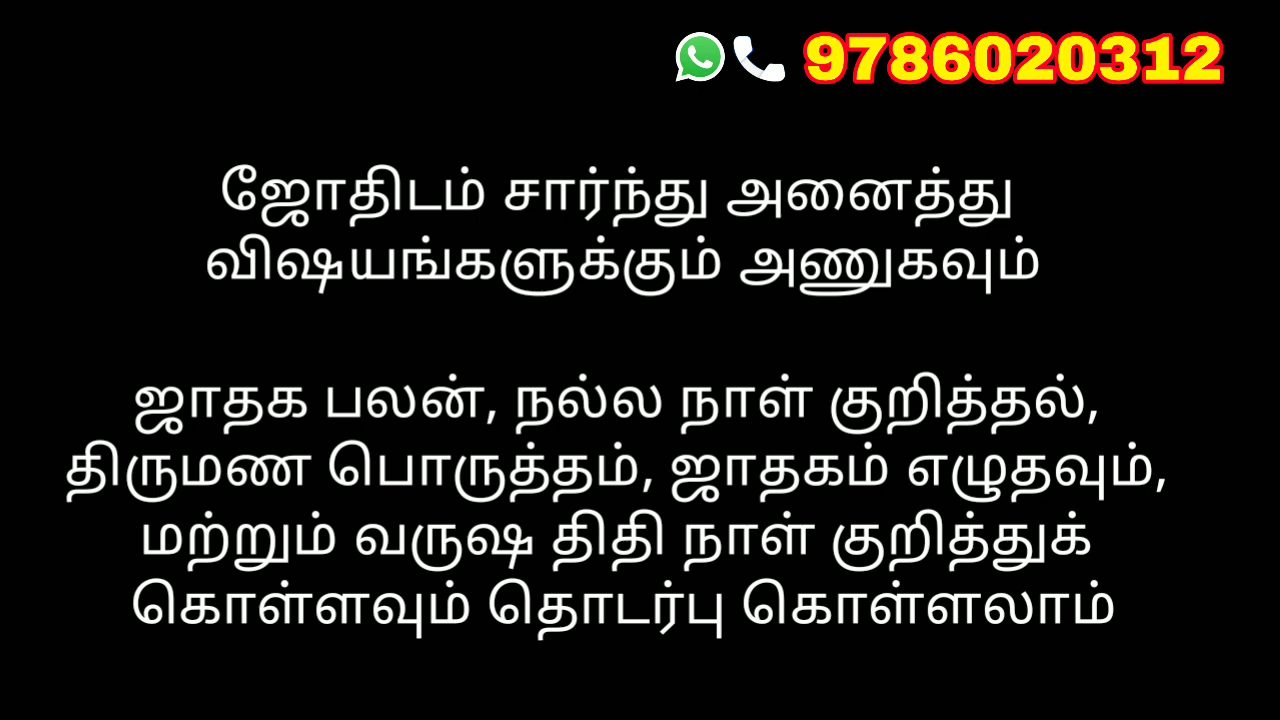 9786020312
ஜோதிடம் சார்ந்து அனைத்து
விஷயங்களுக்கும் அணுகவும்
ஜாதக பலன், நல்ல நாள் குறித்தல்,
திருமண பொருத்தம், ஜாதகம் எழுதவும்,
மற்றும் வருஷ திதி நாள் குறித்துக்
கொள்ளவும் தொடர்பு கொள்ளலாம்